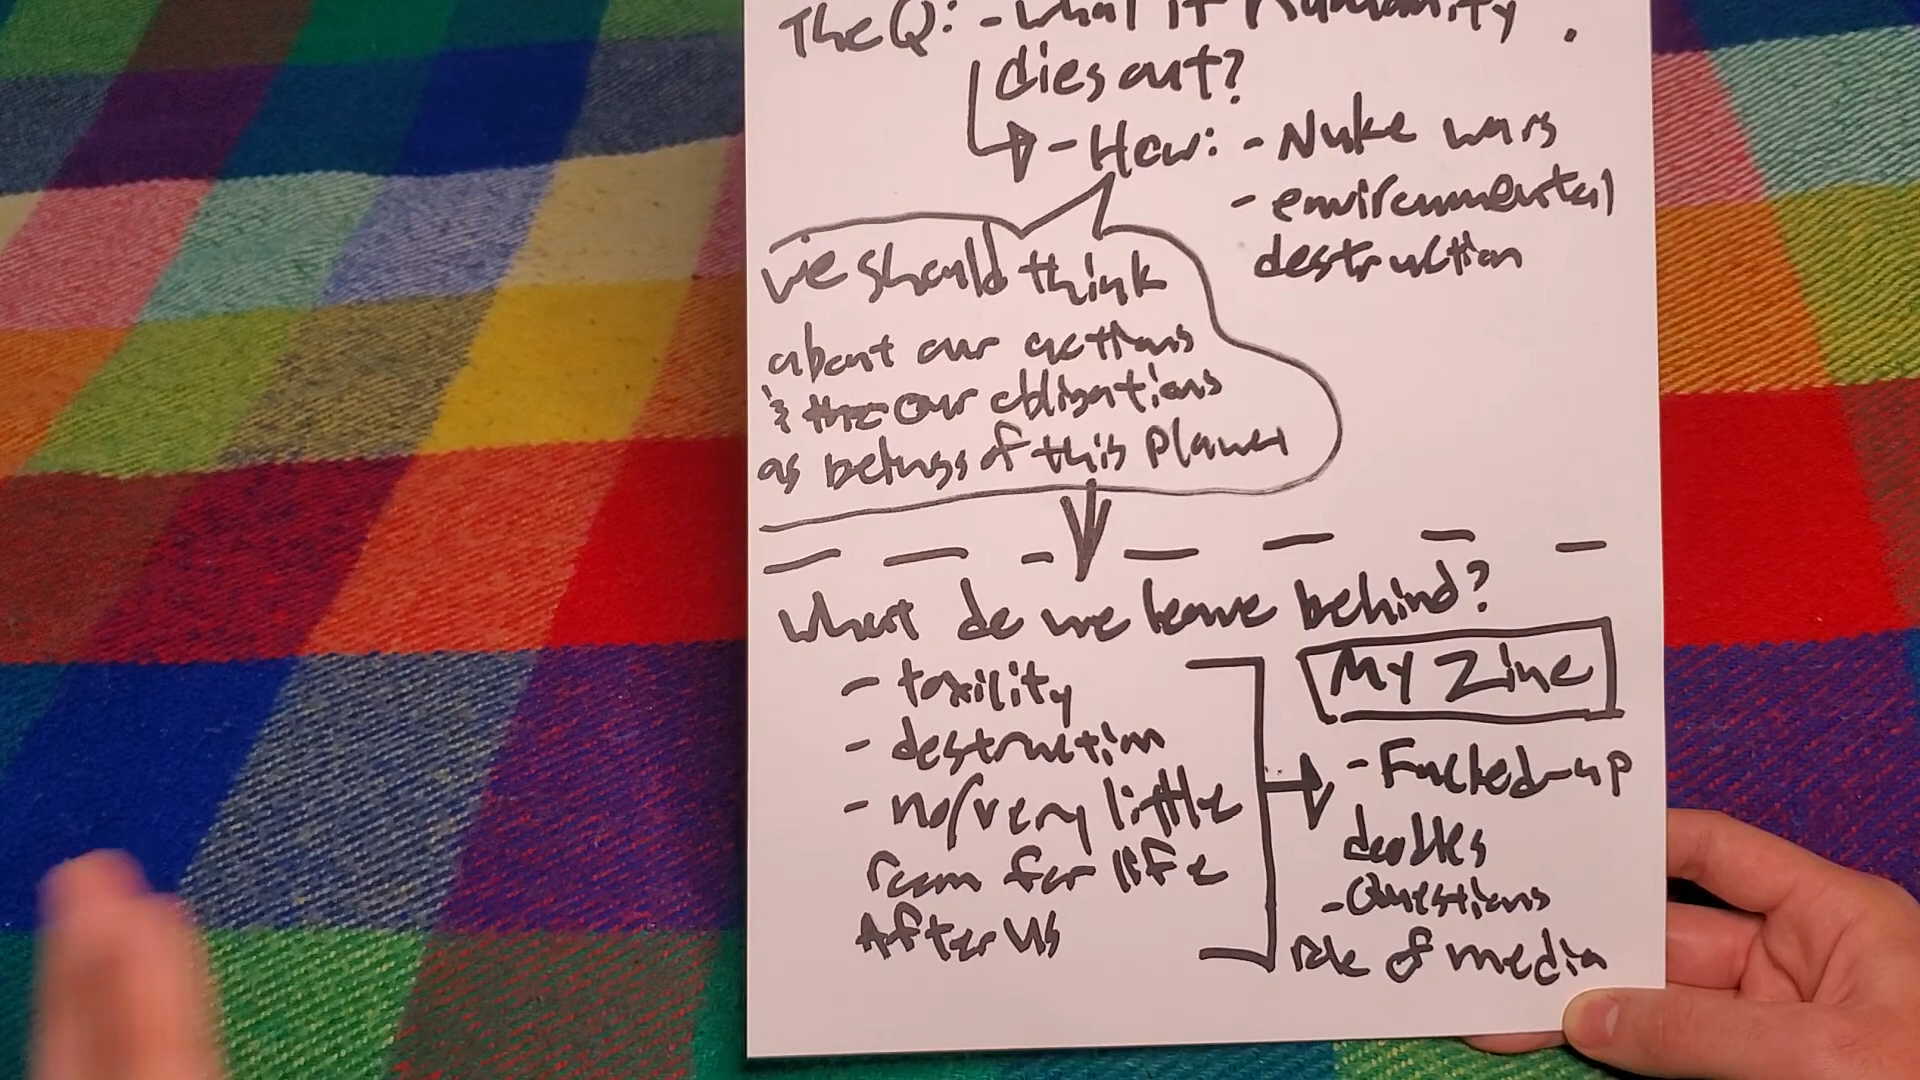 The Q: - What if Humanity
dies out?
- How: - Nuke wars
- environmental
destruction
we should think
about our actions
& the our obligations
as beings of this planet
What do we leave behind?
- toxicity
- destruction
- no/very little
room for life
After us
My Zine
- Fucked-up
doodles
- Questions
role of media